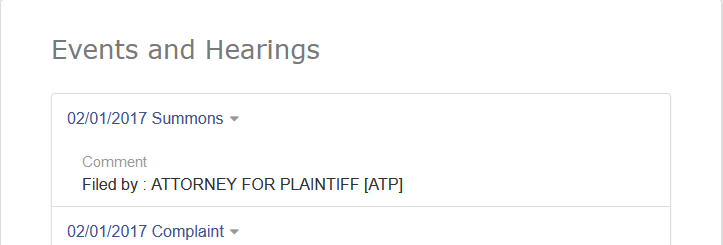 Events and Hearings
02/01/2017 Summons
Comment
Filed by : ATTORNEY FOR PLAINTIFF [ATP]
02/01/2017 Complaint